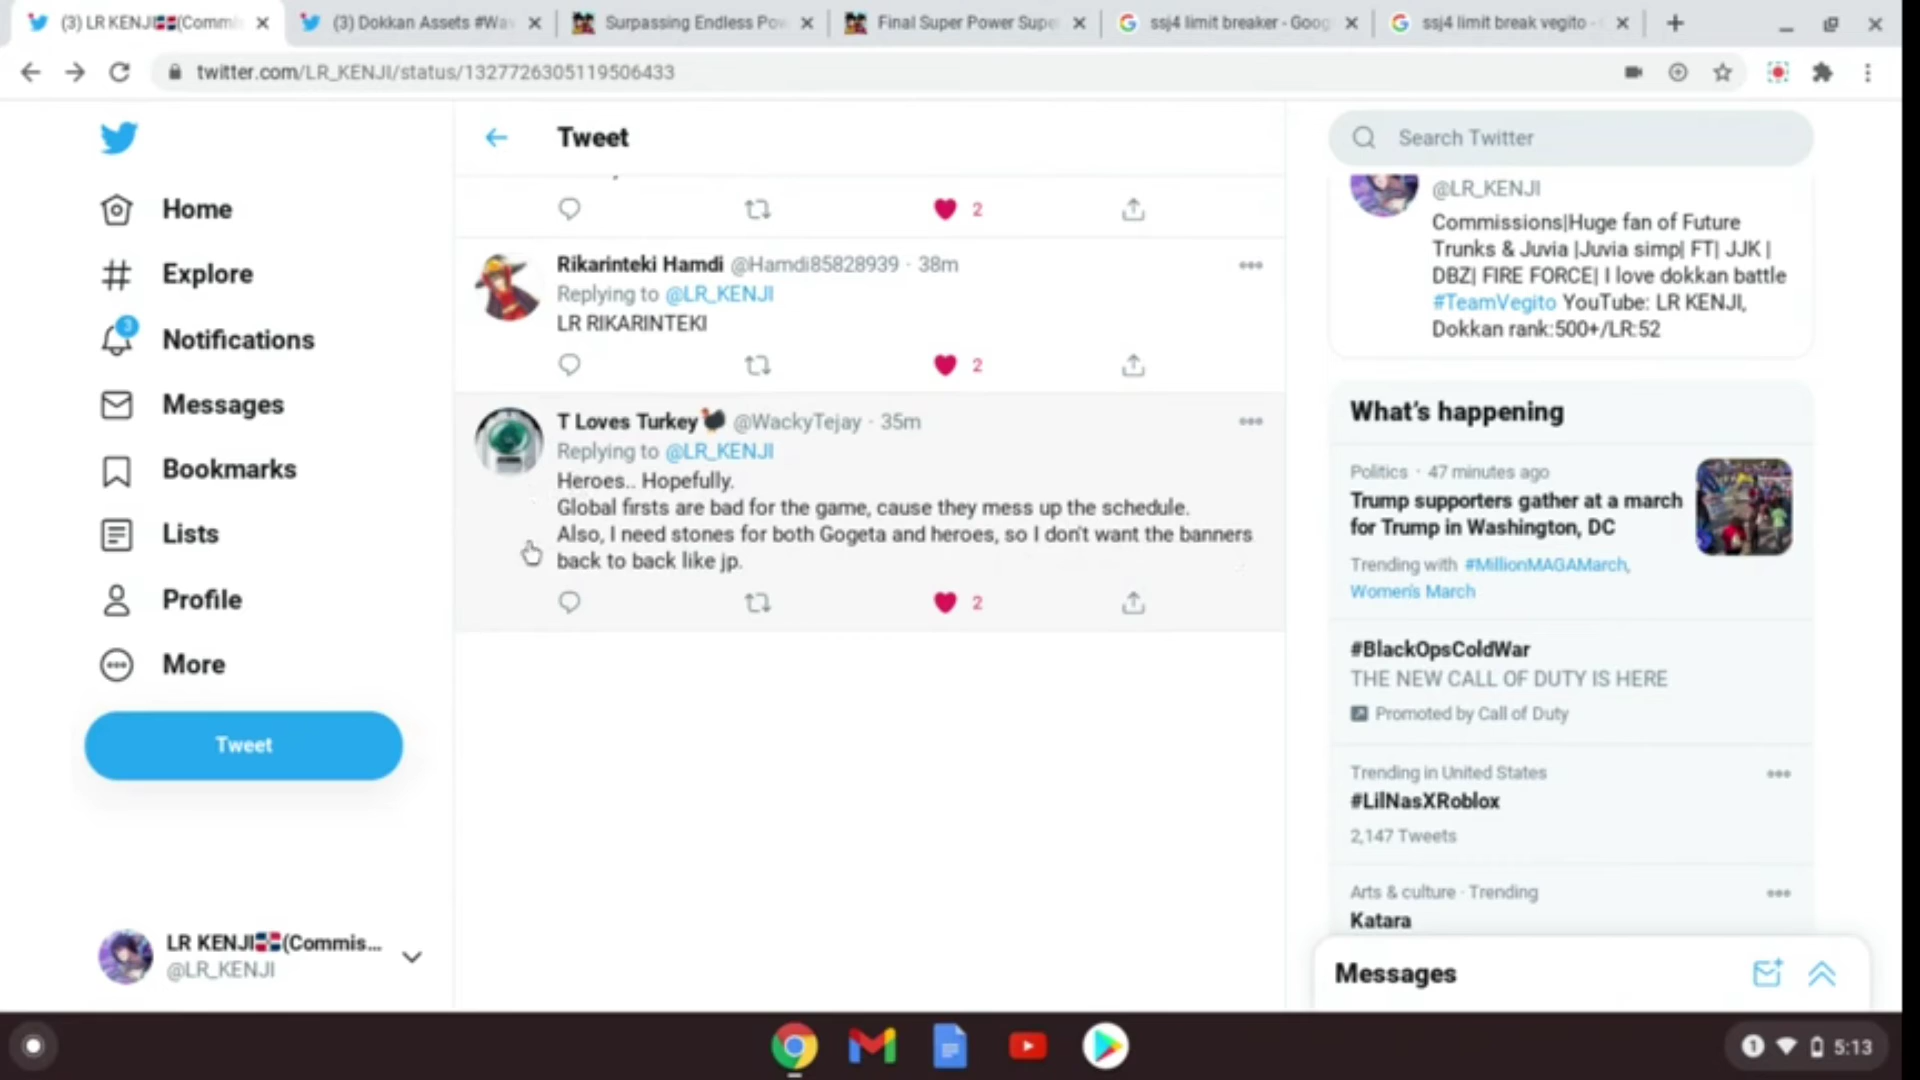 (3) LR KENJI🇩🇴(Commi
(3) Dokkan Assets #Wa
Surpassing Endless Pow
Final Super Power Supe
ssj4 limit breaker - Goog
ssj4 limit break vegito -
twitter.com/LR_KENJI/status/1327726305119506433
Home
Explore
3
Notifications
Messages
Bookmarks
Lists
Profile
More
Tweet
LR KENJI🇩🇴(Commis...
@LR_KENJI
Tweet
2
Rikarinteki Hamdi @Hamdi85828939 · 38m
Replying to @LR_KENJI
LR RIKARINTEKI
2
T Loves Turkey🦃 @WackyTejay · 35m
Replying to @LR_KENJI
Heroes.. Hopefully.
Global firsts are bad for the game, cause they mess up the schedule.
Also, I need stones for both Gogeta and heroes, so I don't want the banners
back to back like jp.
2
Search Twitter
@LR_KENJI
Commissions|Huge fan of Future
Trunks & Juvia |Juvia simp| FT| JJK |
DBZ| FIRE FORCE| I love dokkan battle
#TeamVegito YouTube: LR KENJI,
Dokkan rank:500+/LR:52
What's happening
Politics · 47 minutes ago
Trump supporters gather at a march
for Trump in Washington, DC
Trending with #MillionMAGAMarch,
Women's March
#BlackOpsColdWar
THE NEW CALL OF DUTY IS HERE
Promoted by Call of Duty
Trending in United States
#LilNasXRoblox
2,147 Tweets
Arts & culture · Trending
Katara
Messages
1
5:13